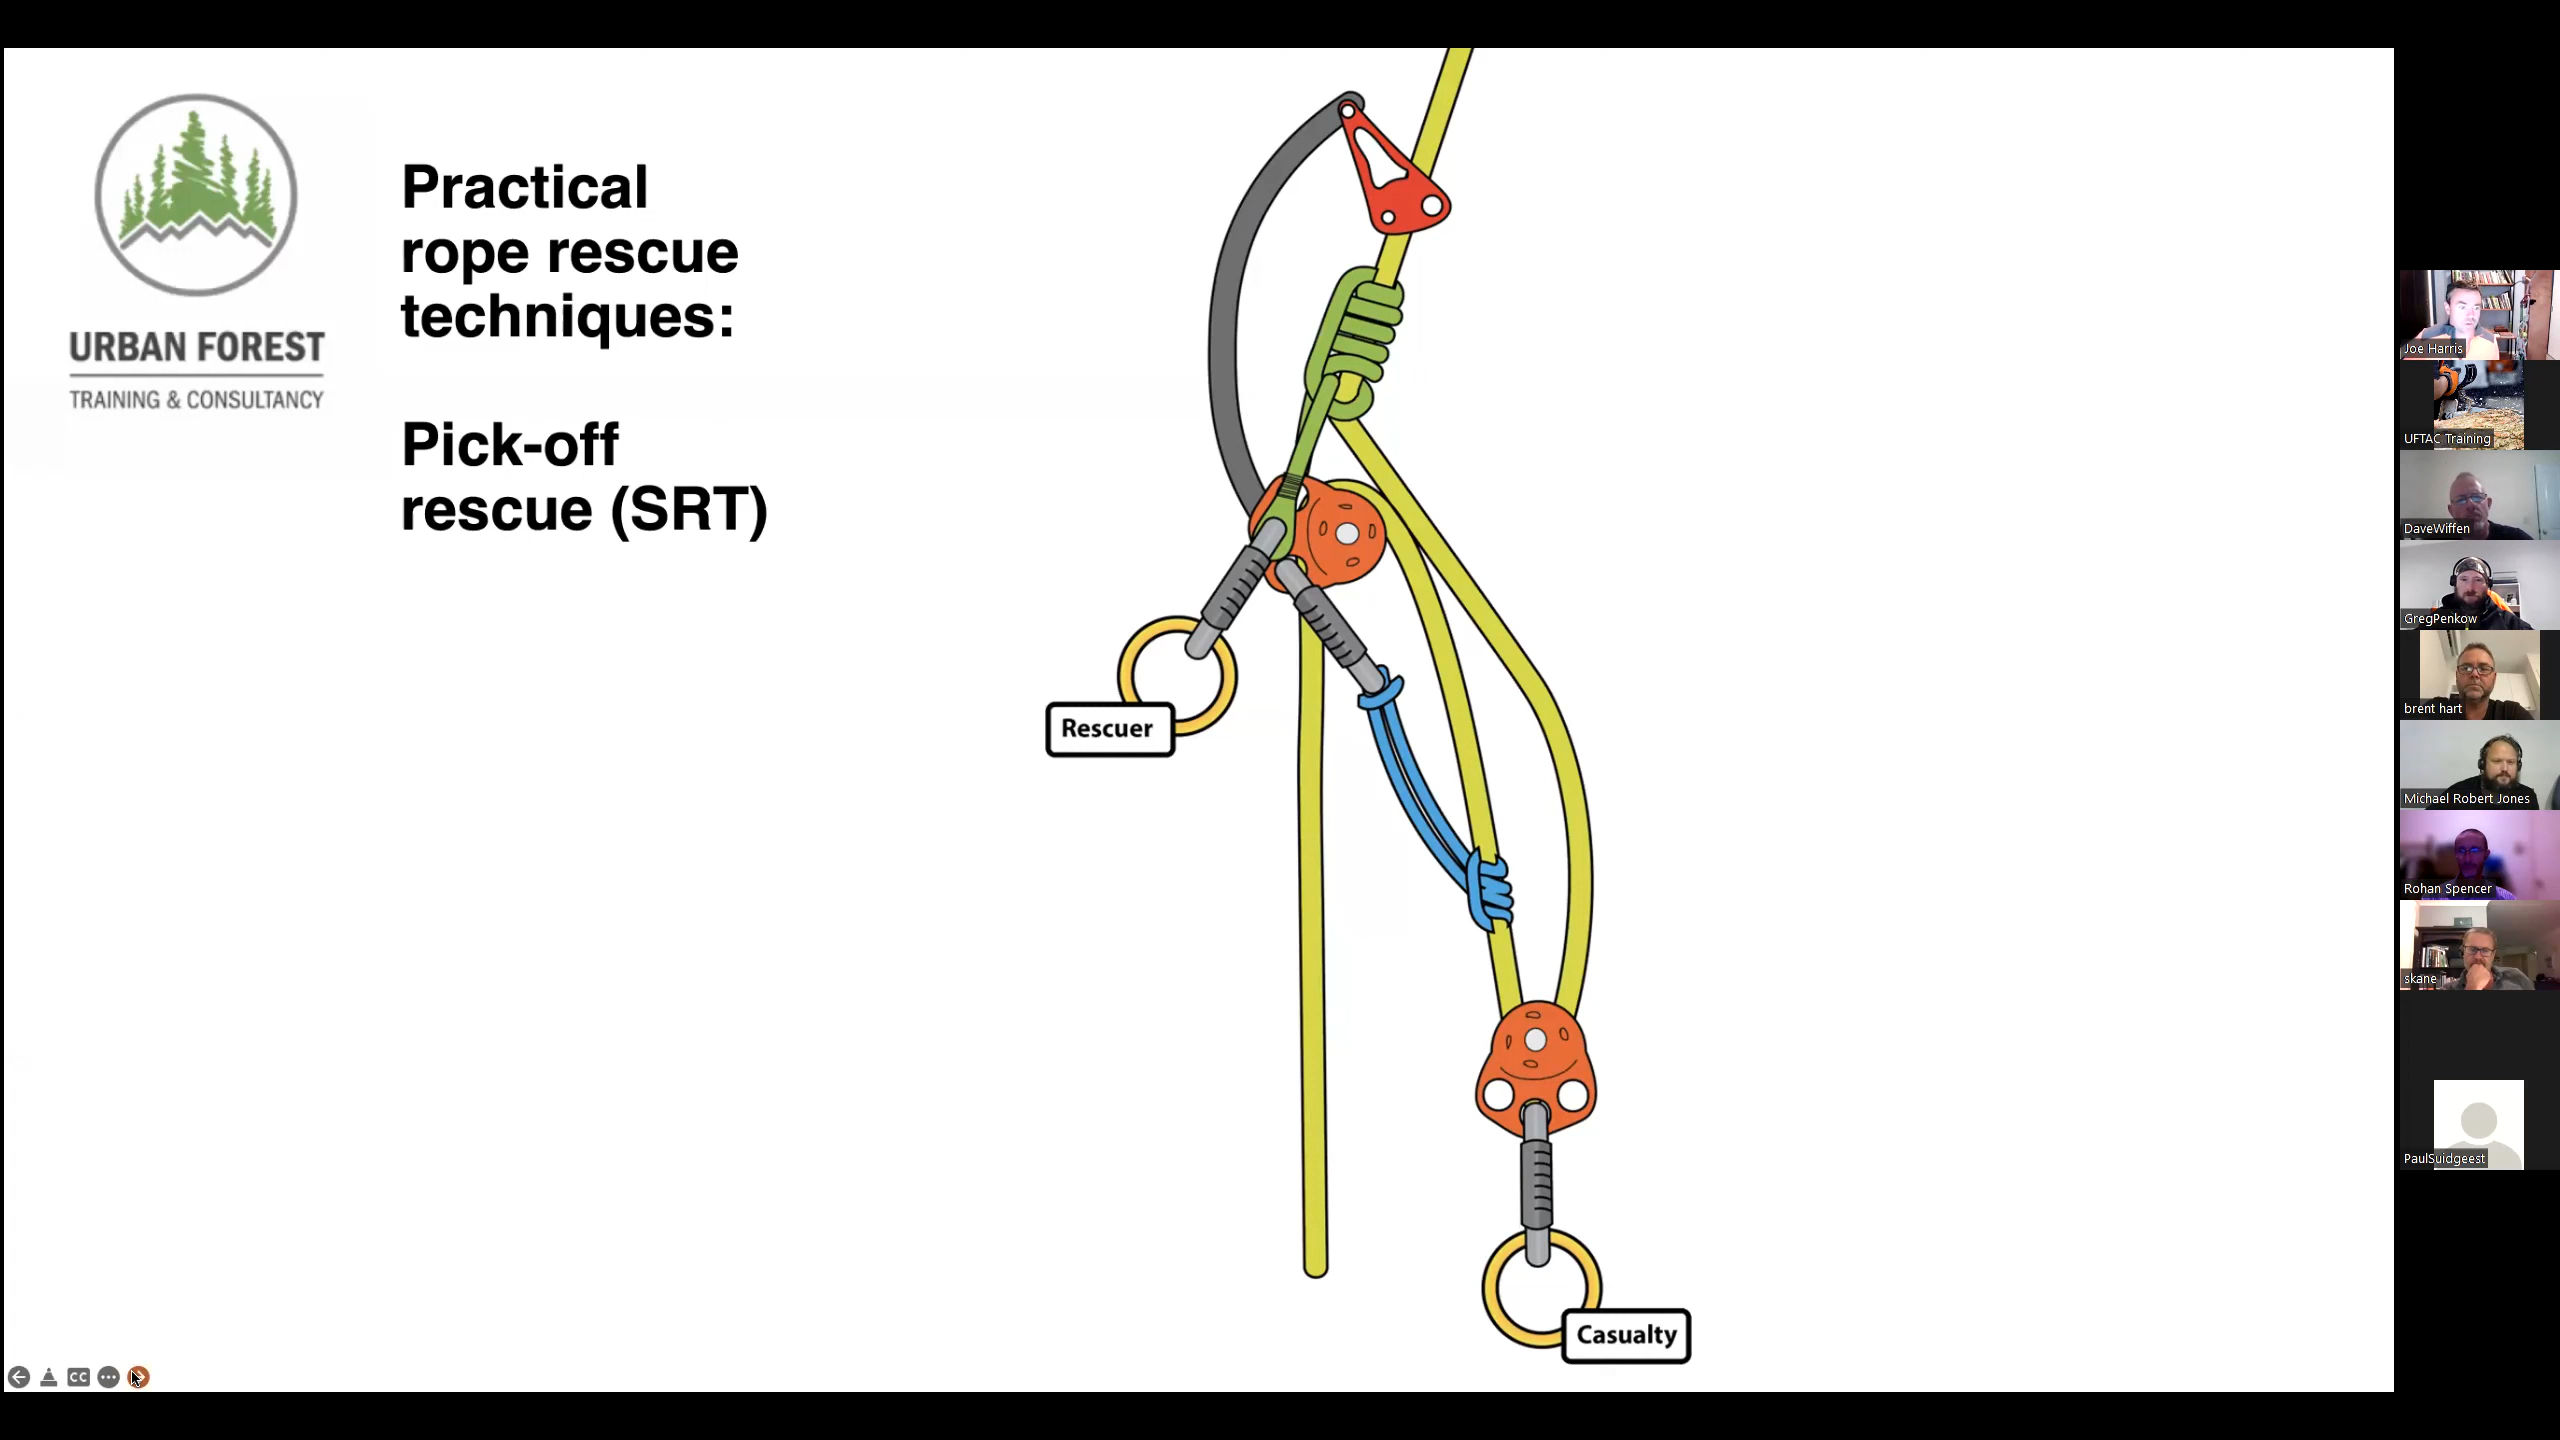 URBAN FOREST
TRAINING & CONSULTANCY
Practical
rope rescue
techniques:
Pick-off
rescue (SRT)
Rescuer
Casualty
CC
Joe Harris
UFTAC Training
DaveWiffen
GregPenkow
brent hart
Michael Robert Jones
Rohan Spencer
skane
PaulSuidgeest